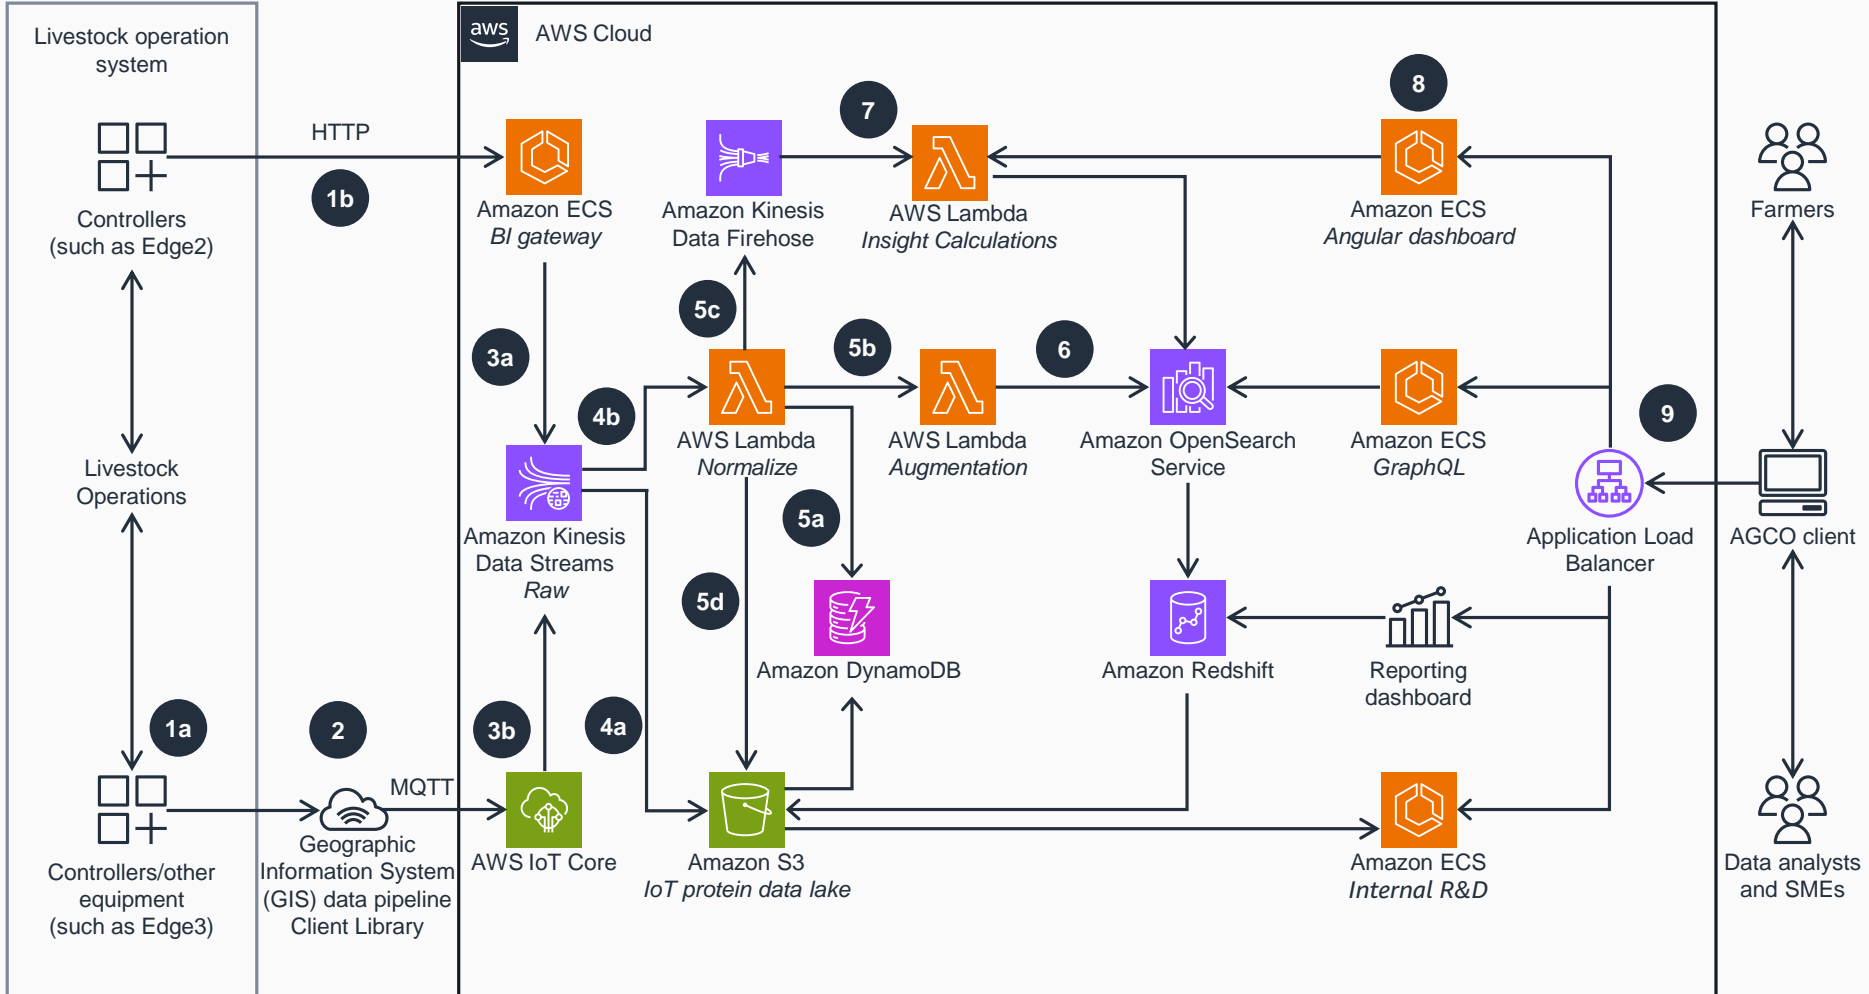 Livestock operation
system
aws
AWS Cloud
HTTP
1b
Controllers
(such as Edge2)
Livestock
Operations
1a
Controllers/other
equipment
(such as Edge3)
2
MQTT
Geographic
Information System
(GIS) data pipeline
Client Library
Amazon ECS
BI gateway
3a
Amazon Kinesis
Data Streams
Raw
3b
AWS IoT Core
4b
4a
Amazon Kinesis
Data Firehose
5c
AWS Lambda
Normalize
5d
5a
Amazon DynamoDB
Amazon S3
IoT protein data lake
7
AWS Lambda
Insight Calculations
5b
AWS Lambda
Augmentation
6
Amazon OpenSearch
Service
Amazon Redshift
8
Amazon ECS
Angular dashboard
Amazon ECS
GraphQL
Reporting
dashboard
Amazon ECS
Internal R&D
9
Application Load
Balancer
Farmers
AGCO client
Data analysts
and SMEs